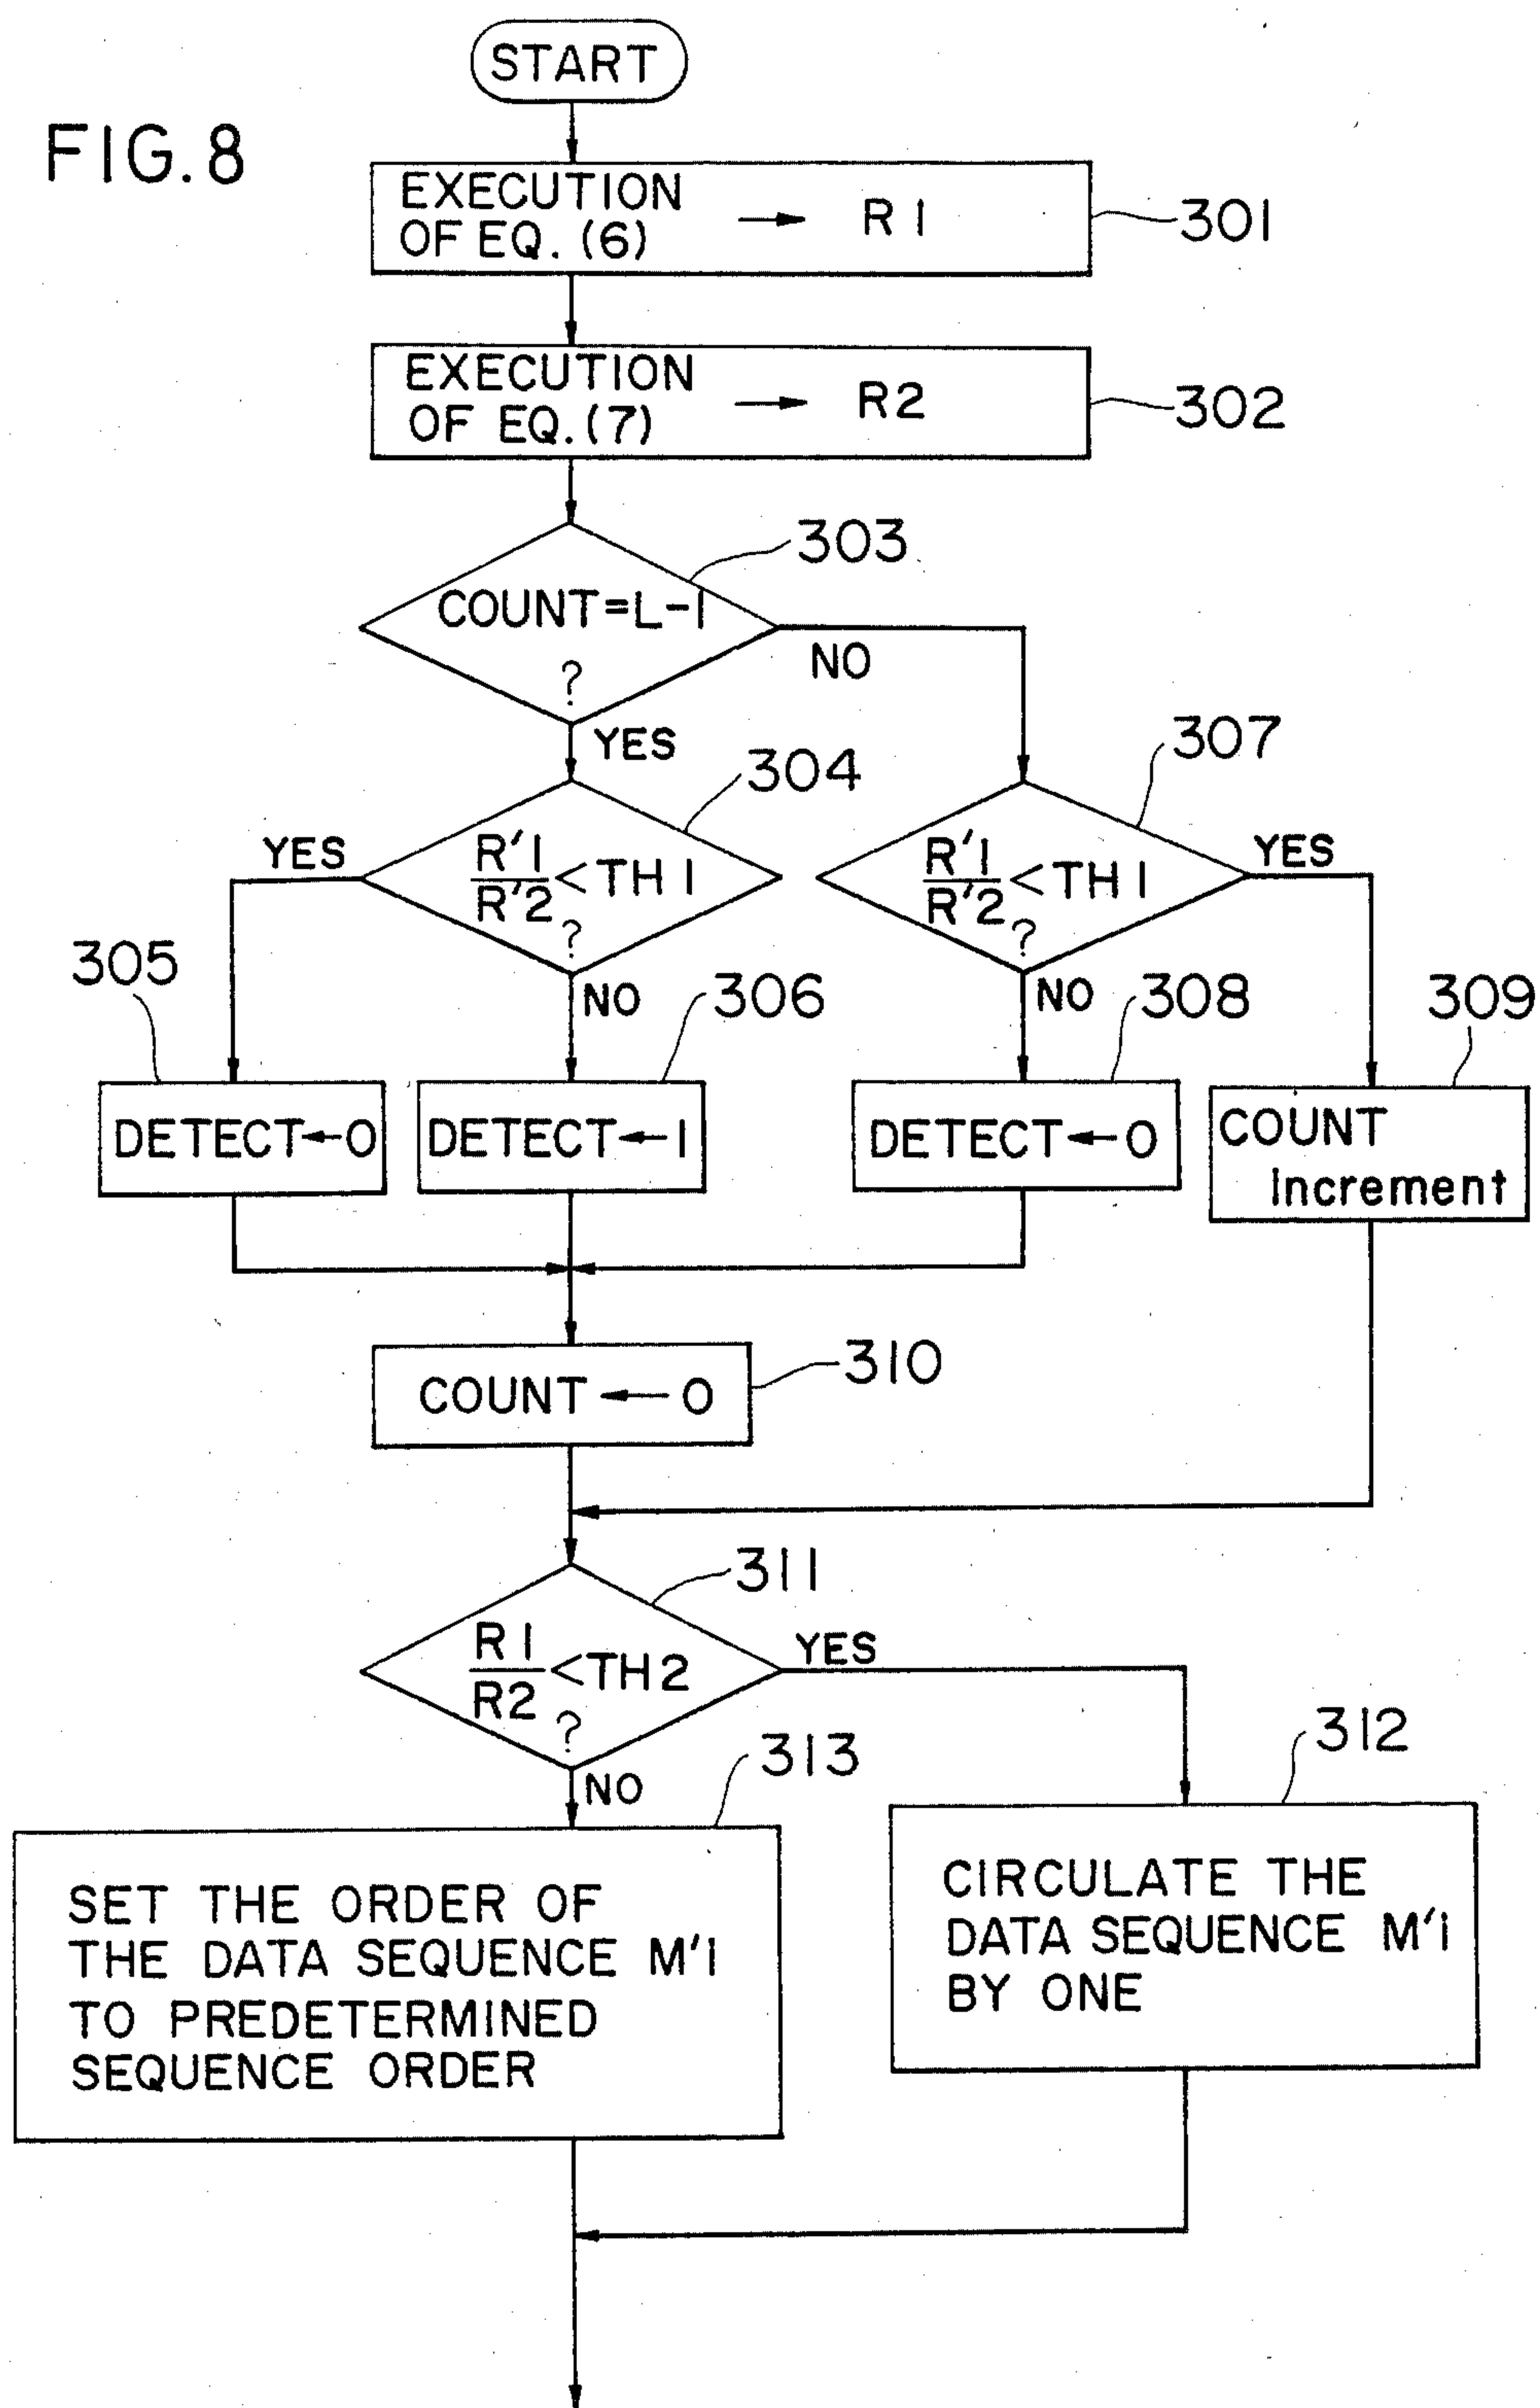 START
FIG. 8
EXECUTION
OF EQ. (6) → R1
301
EXECUTION
OF EQ. (7) → R2
302
303
COUNT=L-1
?
NO
YES
304
307
R'1
R'2
<TH1
?
YES
R'1
R'2
<TH1
?
YES
305
NO
306
NO
308
309
DETECT←0
DETECT←1
DETECT←0
COUNT
increment
310
COUNT←0
311
R1
R2
<TH2
?
YES
NO
313
312
SET THE ORDER OF
THE DATA SEQUENCE M'i
TO PREDETERMINED
SEQUENCE ORDER
CIRCULATE THE
DATA SEQUENCE M'i
BY ONE